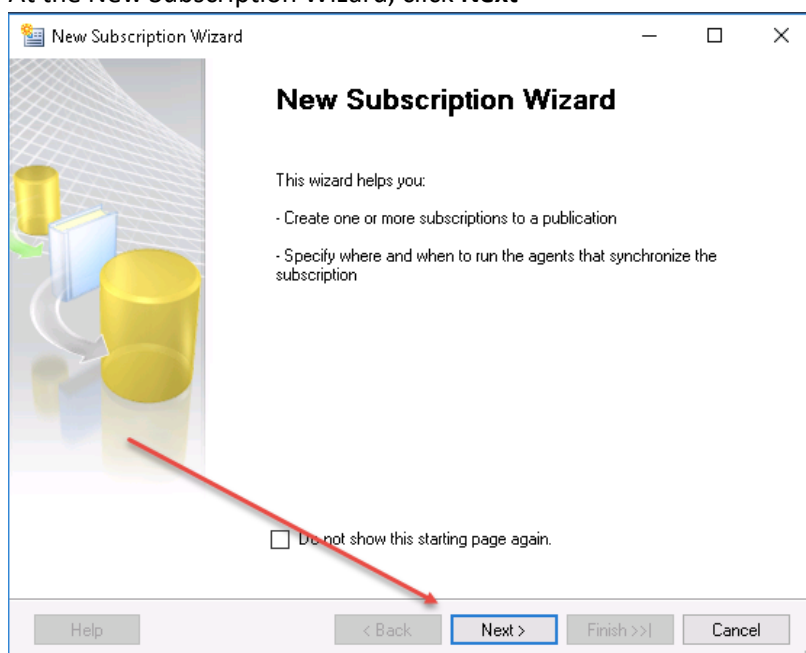 At the New Subscription Wizard, click Next
New Subscription Wizard
New Subscription Wizard
This wizard helps you:
- Create one or more subscriptions to a publication
- Specify where and when to run the agents that synchronize the
subscription
Do not show this starting page again.
Help
< Back
Next >
Finish >>|
Cancel